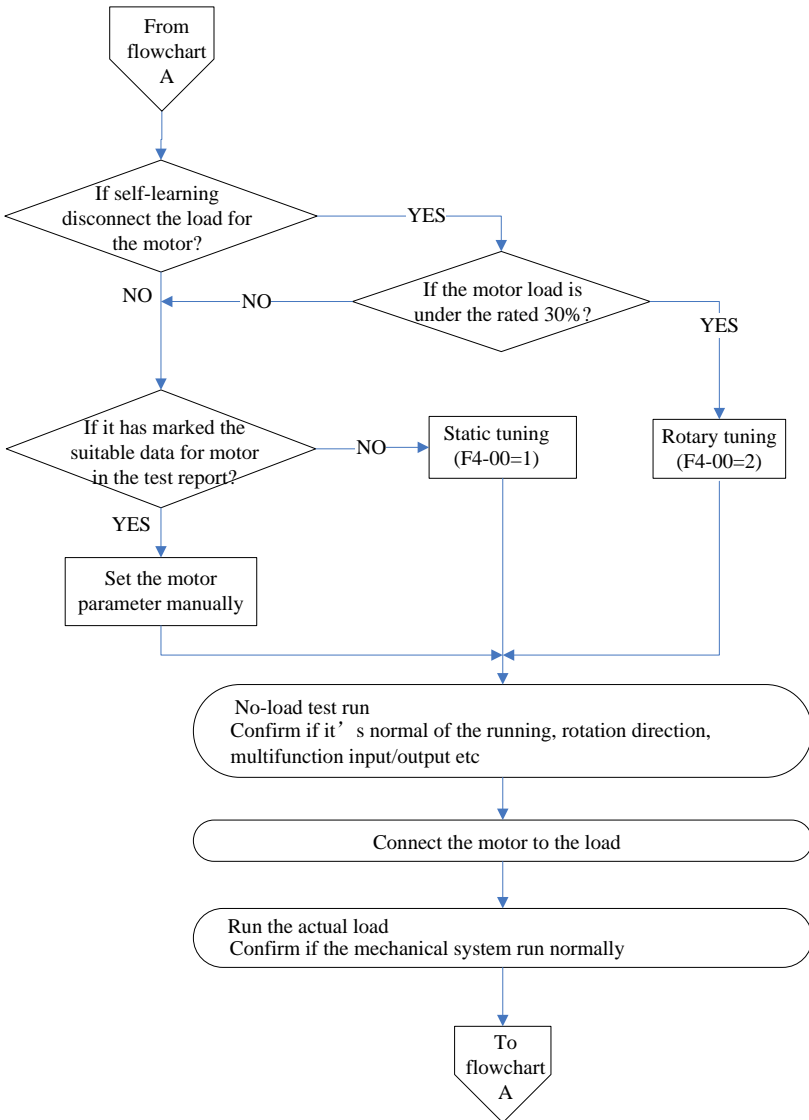 From
flowchart
A
If self-learning
disconnect the load for
the motor?
YES
NO
NO
If the motor load is
under the rated 30%?
YES
If it has marked the
suitable data for motor
in the test report?
NO
Static tuning
(F4-00=1)
Rotary tuning
(F4-00=2)
YES
Set the motor
parameter manually
No-load test run
Confirm if it’s normal of the running, rotation direction,
multifunction input/output etc
Connect the motor to the load
Run the actual load
Confirm if the mechanical system run normally
To
flowchart
A